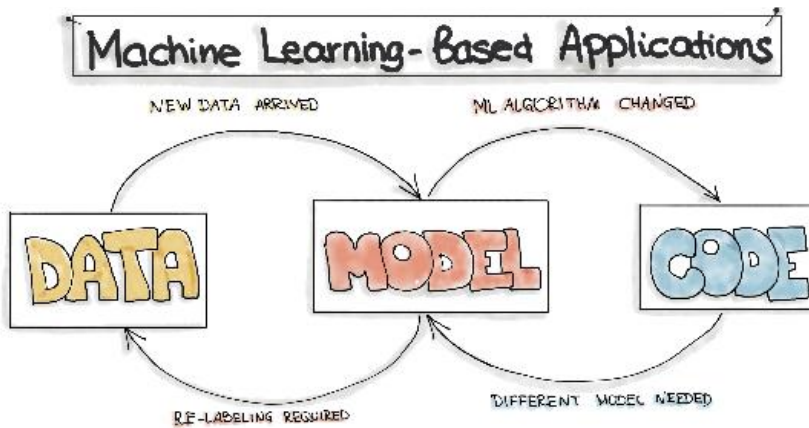 Machine Learning-Based Applications
NEW DATA ARRIVED
ML ALGORITHM CHANGED
DATA
MODEL
CODE
RE-LABELING REQUIRED
DIFFERENT MODEL NEEDED